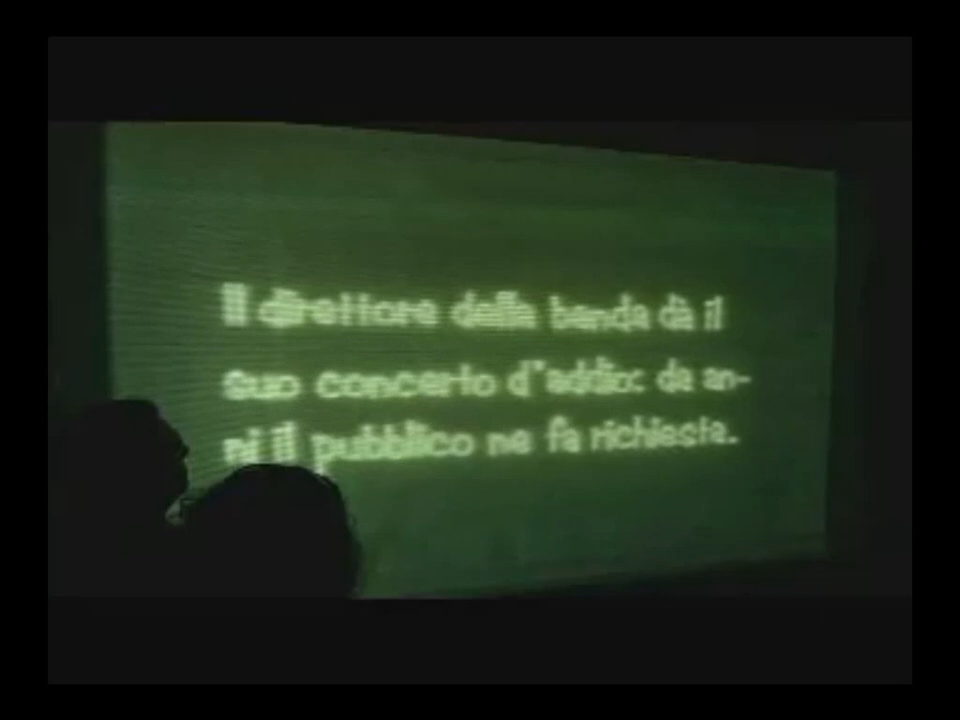 Il direttore della banda dà il
suo concerto d'addio: da an-
ni il pubblico ne fa richiesta.